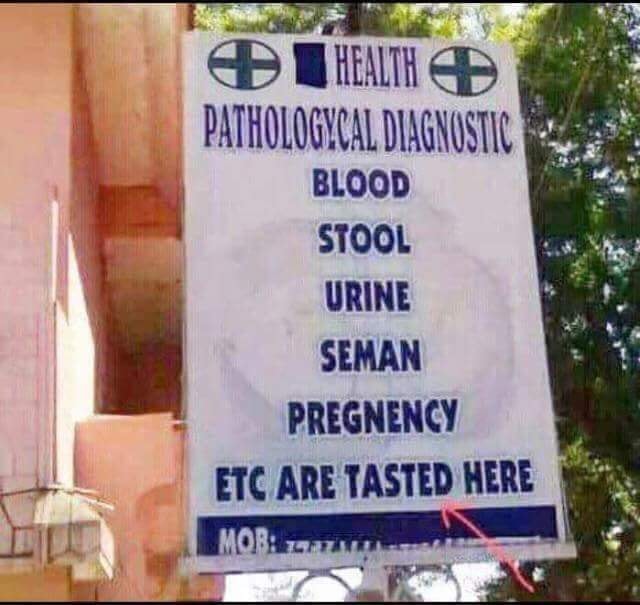 HEALTH
PATHOLOGYCAL DIAGNOSTIC
BLOOD
STOOL
URINE
SEMAN
PREGNENCY
ETC ARE TASTED HERE
MOB: